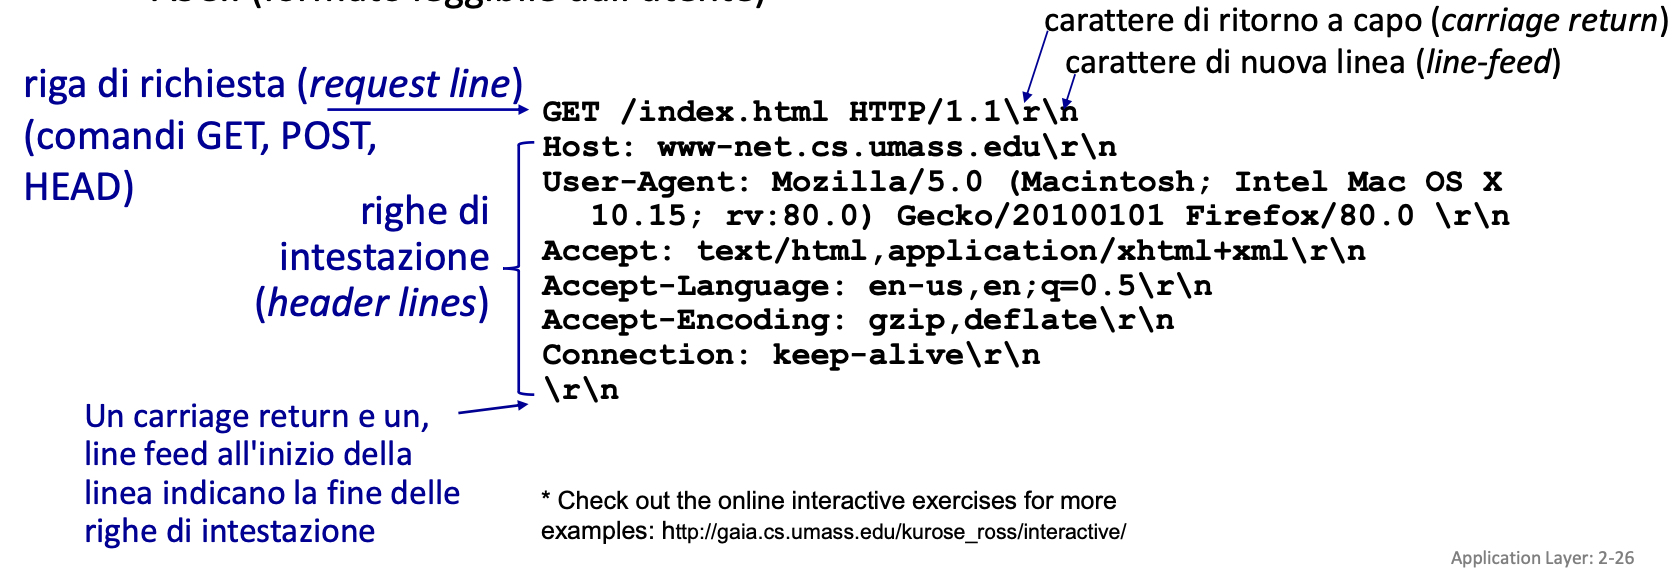 carattere di ritorno a capo (carriage return)
carattere di nuova linea (line-feed)
riga di richiesta (request line)
(comandi GET, POST,
HEAD)
GET /index.html HTTP/1.1\r\n
Host: www-net.cs.umass.edu\r\n
User-Agent: Mozilla/5.0 (Macintosh; Intel Mac OS X
10.15; rv:80.0) Gecko/20100101 Firefox/80.0 \r\n
Accept: text/html,application/xhtml+xml\r\n
Accept-Language: en-us,en;q=0.5\r\n
Accept-Encoding: gzip,deflate\r\n
Connection: keep-alive\r\n
\r\n
righe di
intestazione
(header lines)
Un carriage return e un,
line feed all'inizio della
linea indicano la fine delle
righe di intestazione
* Check out the online interactive exercises for more
examples: http://gaia.cs.umass.edu/kurose_ross/interactive/
Application Layer: 2-26